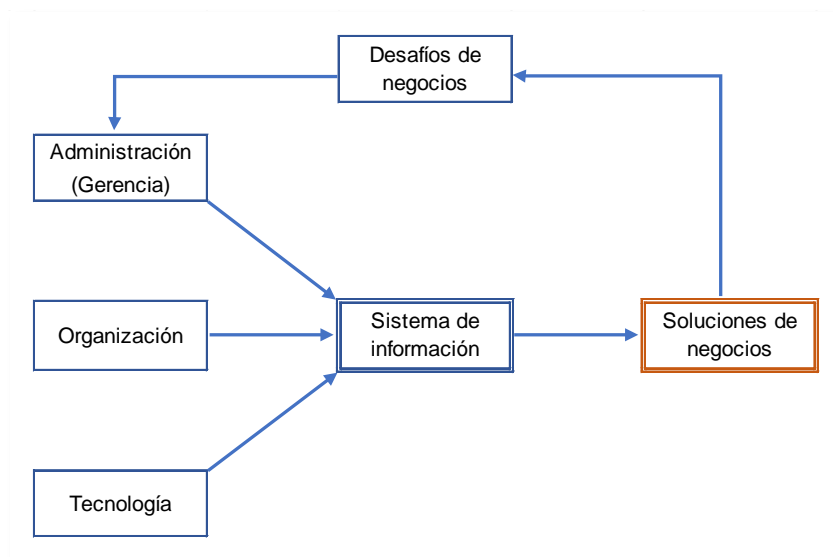 Desafíos de
negocios
Administración
(Gerencia)
Organización
Sistema de
información
Soluciones de
negocios
Tecnología